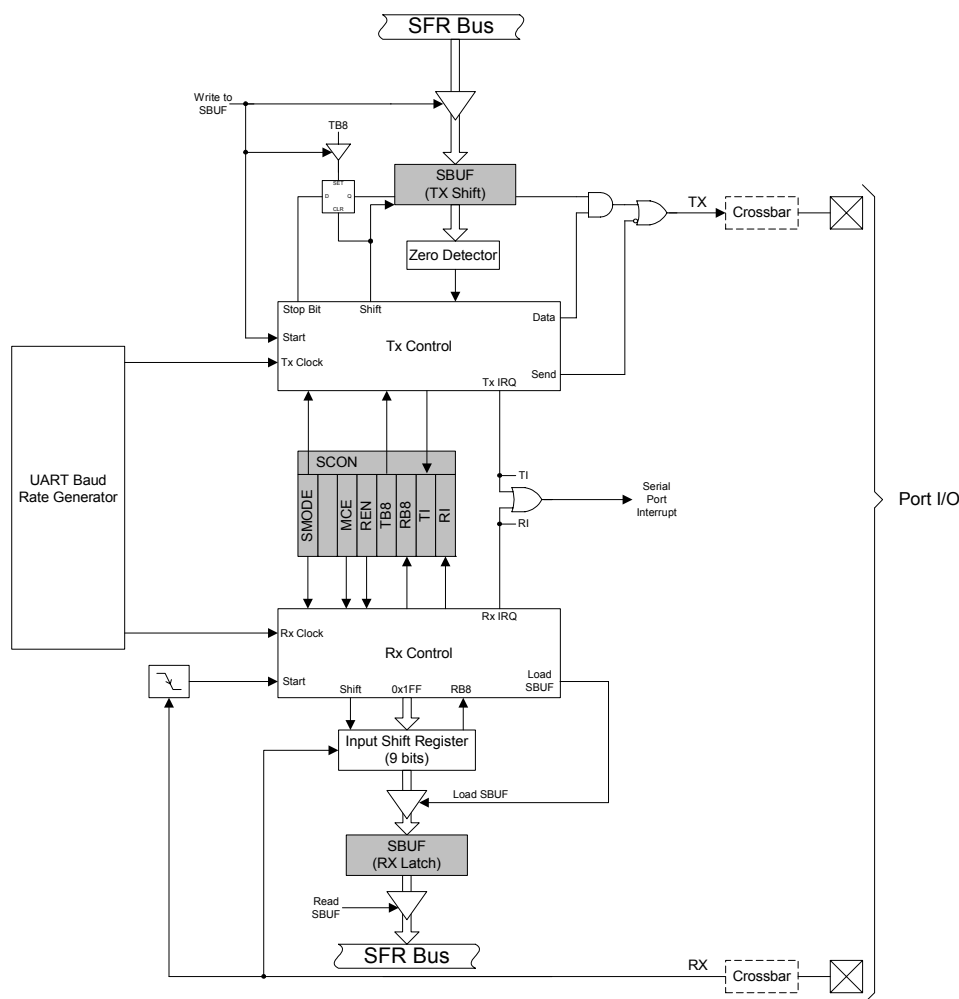 SFR Bus
Write to
SBUF
TB8
SET
D
Q
CLR
SBUF
(TX Shift)
TX
Crossbar
Zero Detector
Stop Bit
Shift
Data
Start
Tx Control
Tx Clock
Send
Tx IRQ
UART Baud
Rate Generator
SCON
SMODE
MCE
REN
TB8
RB8
TI
RI
TI
Serial
Port
Interrupt
RI
Port I/O
Rx IRQ
Rx Clock
Rx Control
Start
Load
SBUF
Shift
0x1FF
RB8
Input Shift Register
(9 bits)
Load SBUF
SBUF
(RX Latch)
Read
SBUF
SFR Bus
RX
Crossbar